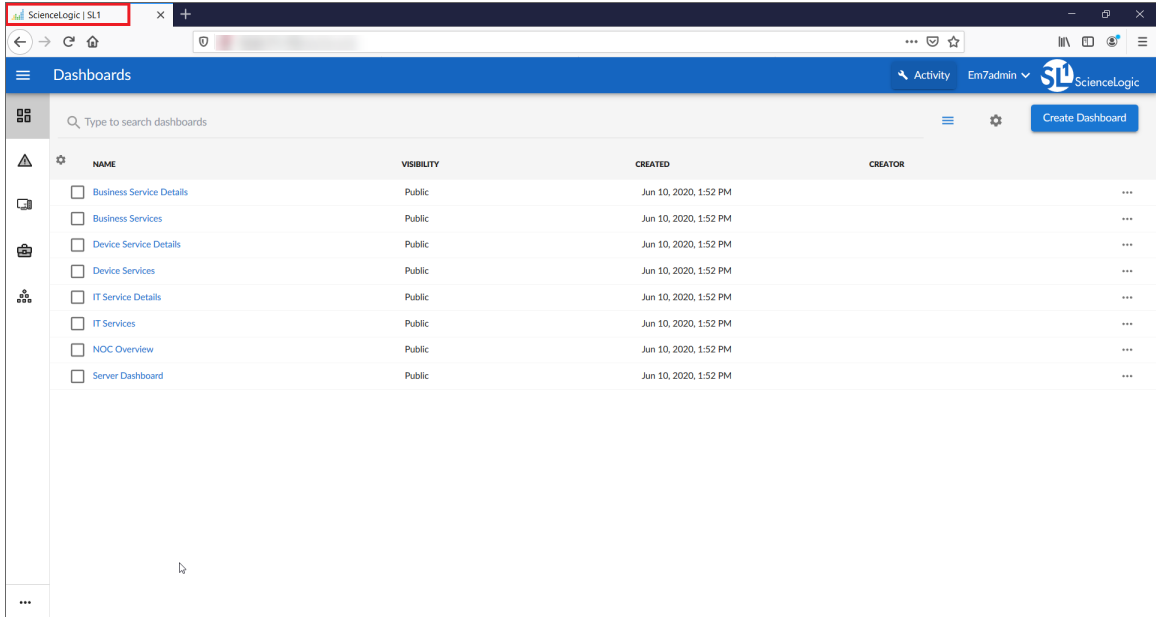 ScienceLogic | SL1
Dashboards
Activity
Em7admin
SL1 ScienceLogic
Type to search dashboards
Create Dashboard
NAME VISIBILITY CREATED CREATOR
Business Service Details Public Jun 10, 2020, 1:52 PM
Business Services Public Jun 10, 2020, 1:52 PM
Device Service Details Public Jun 10, 2020, 1:52 PM
Device Services Public Jun 10, 2020, 1:52 PM
IT Service Details Public Jun 10, 2020, 1:52 PM
IT Services Public Jun 10, 2020, 1:52 PM
NOC Overview Public Jun 10, 2020, 1:52 PM
Server Dashboard Public Jun 10, 2020, 1:52 PM